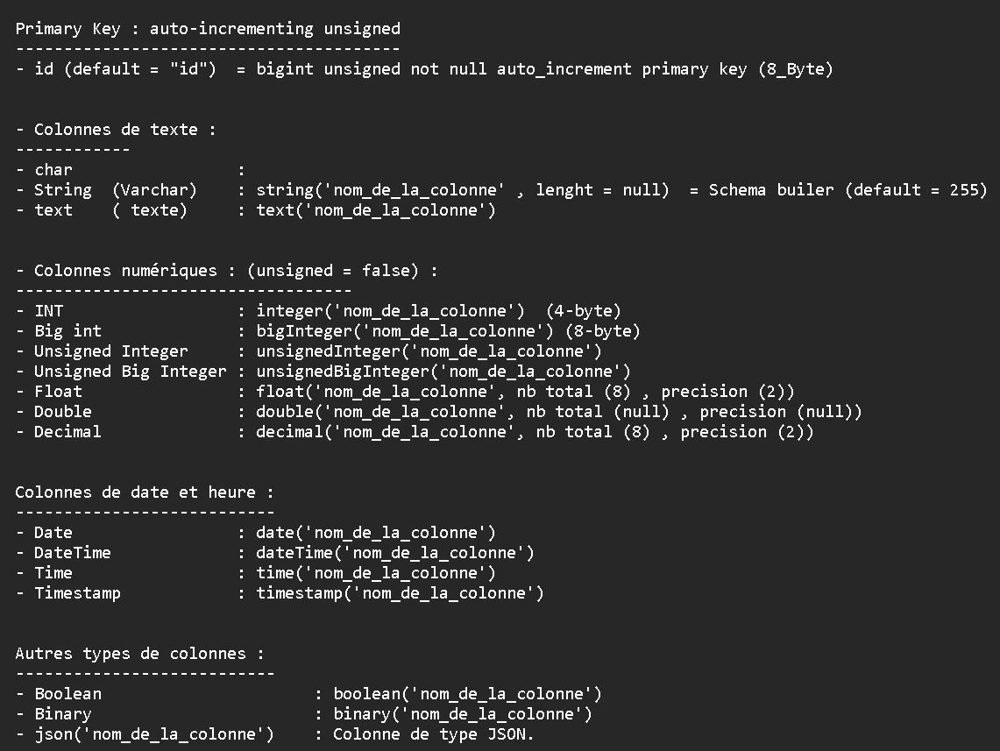 Primary Key : auto-incrementing unsigned
----------------------------------------
- id (default = "id")  = bigint unsigned not null auto_increment primary key (8_Byte)
- Colonnes de texte :
------------
- char                 :
- String  (Varchar)    : string('nom_de_la_colonne' , lenght = null)  = Schema builer (default = 255)
- text    ( texte)     : text('nom_de_la_colonne')
- Colonnes numériques : (unsigned = false) :
-----------------------------------
- INT                  : integer('nom_de_la_colonne')  (4-byte)
- Big int              : bigInteger('nom_de_la_colonne') (8-byte)
- Unsigned Integer     : unsignedInteger('nom_de_la_colonne')
- Unsigned Big Integer : unsignedBigInteger('nom_de_la_colonne')
- Float                : float('nom_de_la_colonne', nb total (8) , precision (2))
- Double               : double('nom_de_la_colonne', nb total (null) , precision (null))
- Decimal              : decimal('nom_de_la_colonne', nb total (8) , precision (2))
Colonnes de date et heure :
---------------------------
- Date                 : date('nom_de_la_colonne')
- DateTime             : dateTime('nom_de_la_colonne')
- Time                 : time('nom_de_la_colonne')
- Timestamp            : timestamp('nom_de_la_colonne')
Autres types de colonnes :
---------------------------
- Boolean                      : boolean('nom_de_la_colonne')
- Binary                       : binary('nom_de_la_colonne')
- json('nom_de_la_colonne')    : Colonne de type JSON.